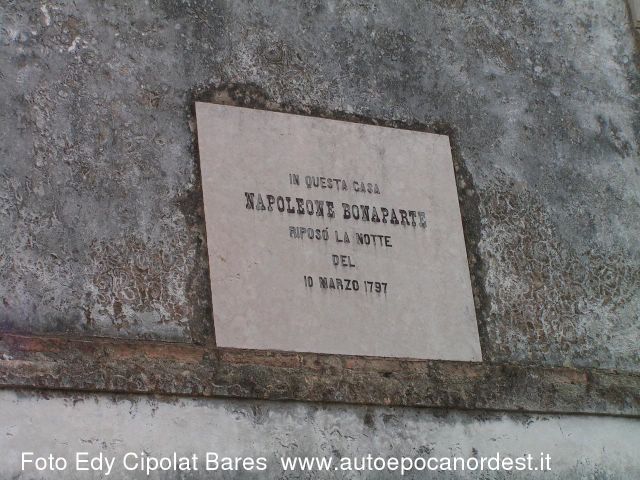 IN QUESTA CASA
NAPOLEONE BONAPARTE
RIPOSÒ LA NOTTE
DEL
10 MARZO 1797
Foto Edy Cipolat Bares www.autoepocanordest.it